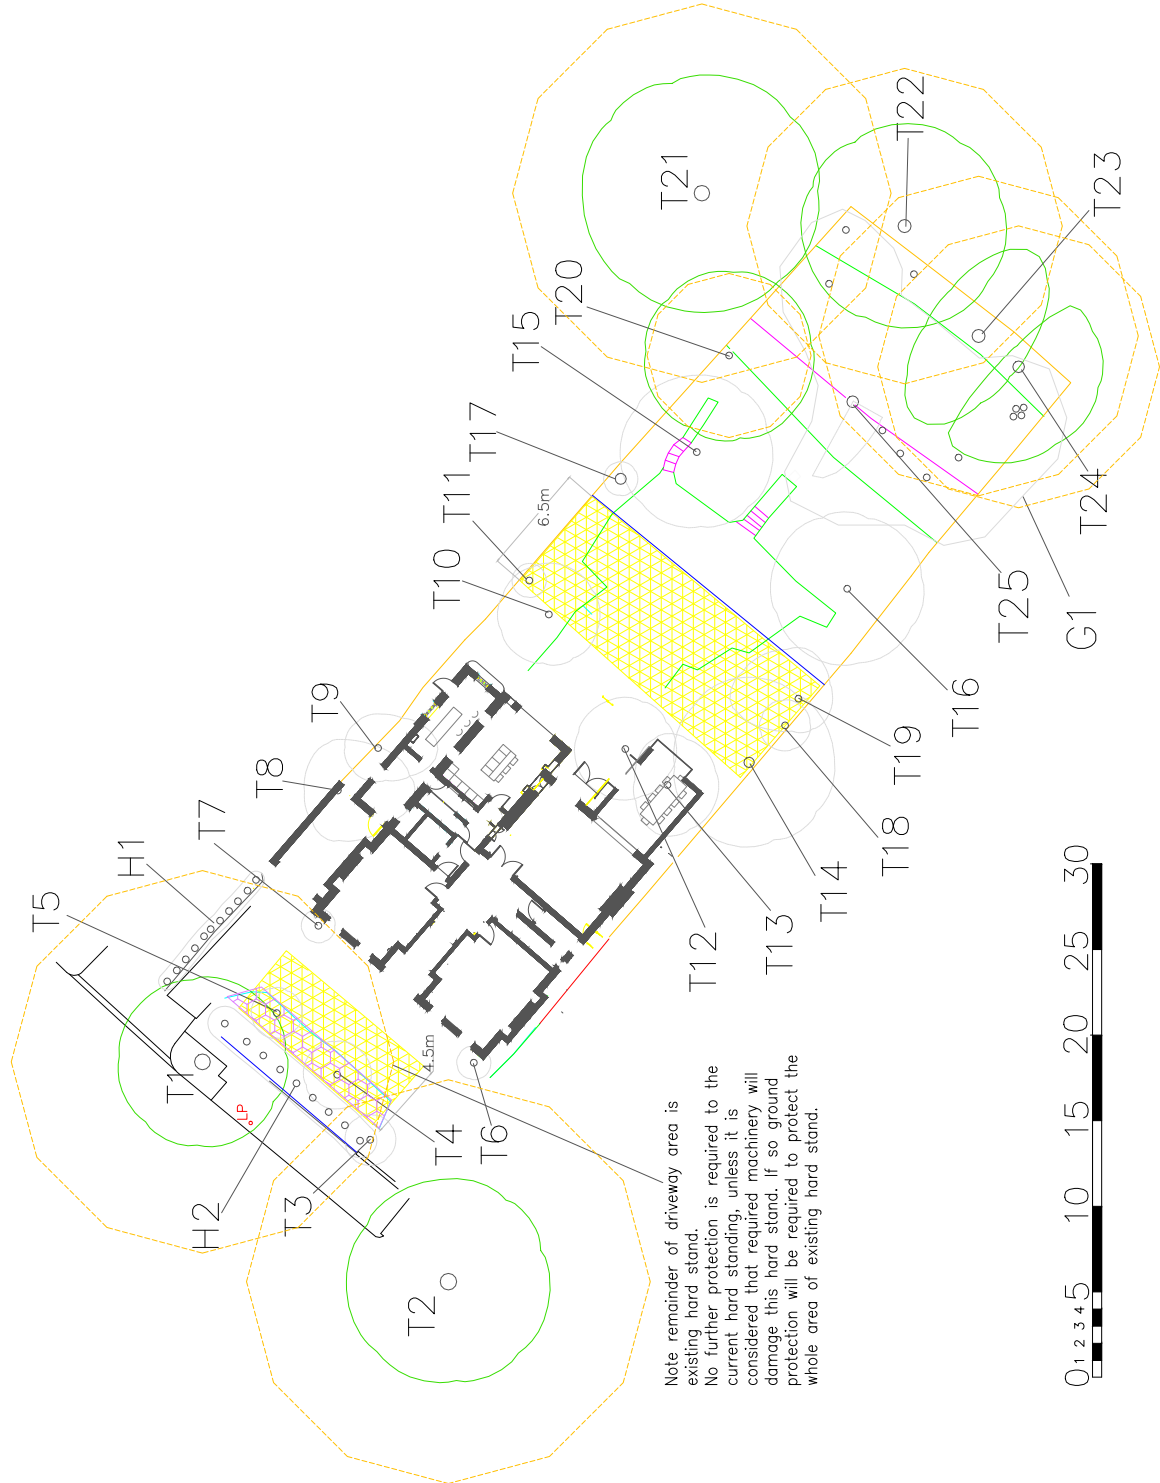 T1
T2
T3
T4
T5
T6
T7
T8
T9
T10
T11
T12
T13
T14
T15
T16
T17
T18
T19
T20
T21
T22
T23
T24
T25
G1
H1
H2
LP
6.5m
4.5m
Note remainder of driveway area is
existing hard stand.
No further protection is required to the
current hard standing, unless it is
considered that required machinery will
damage this hard stand. If so ground
protection will be required to protect the
whole area of existing hard stand.
0 1 2 3 4 5 10 15 20 25 30